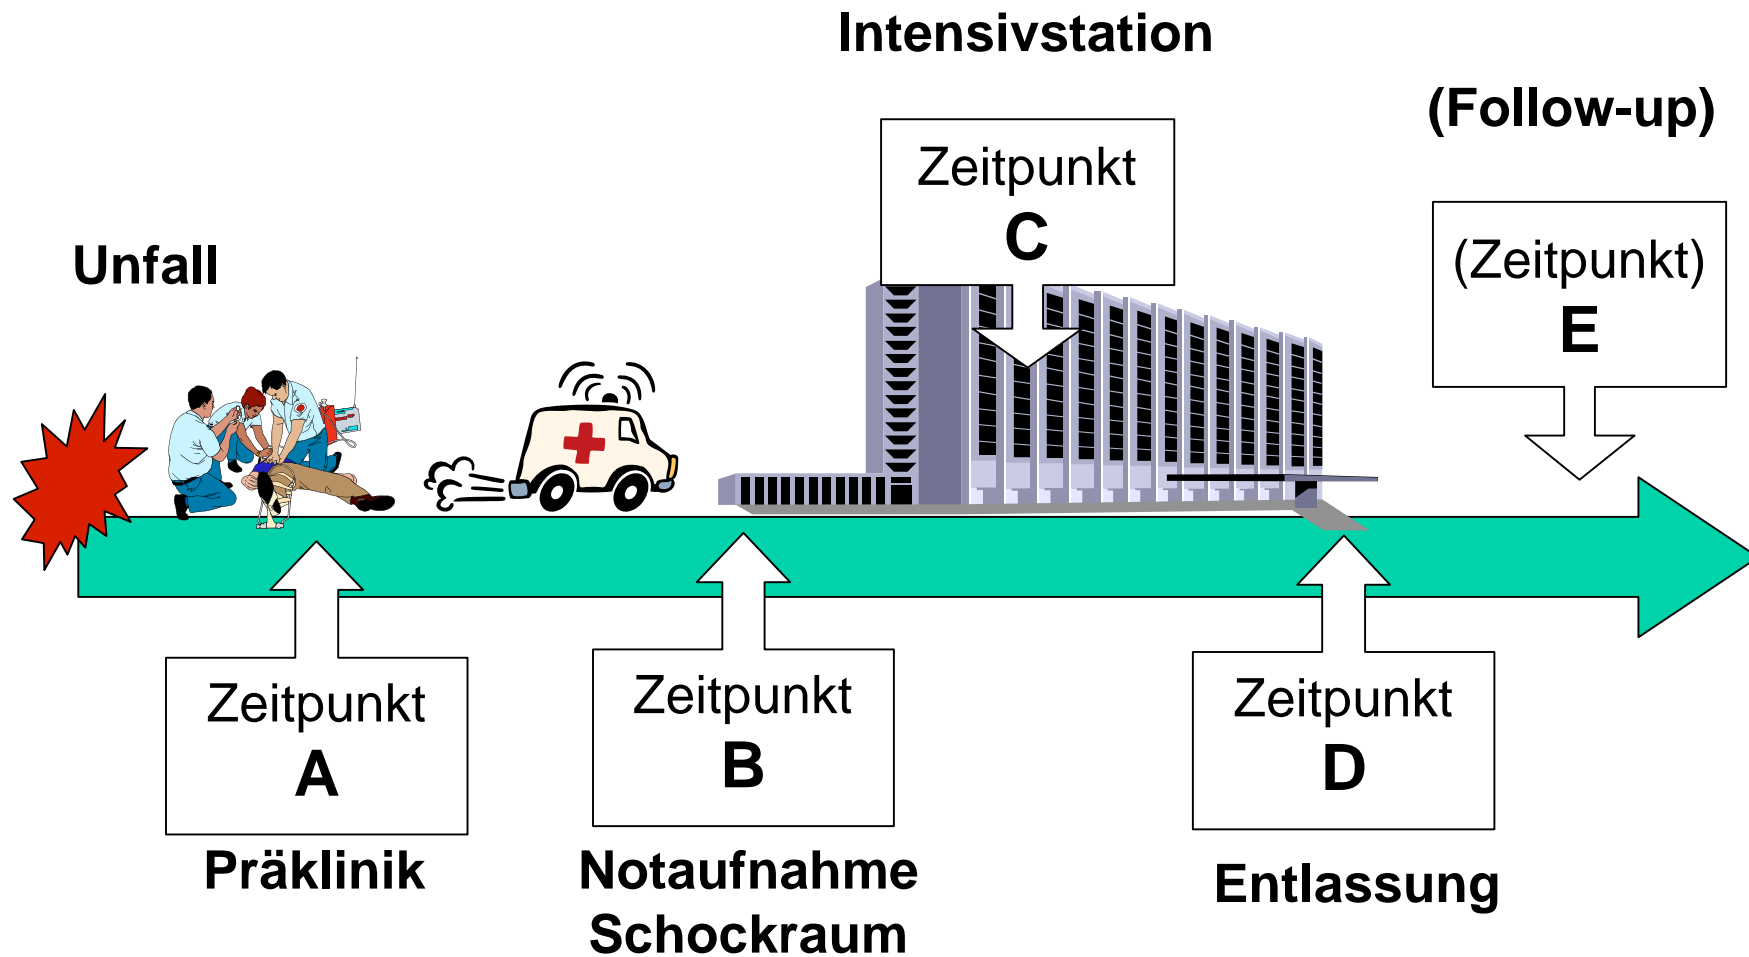 Intensivstation
(Follow-up)
Zeitpunkt
C
(Zeitpunkt)
E
Unfall
Zeitpunkt
A
Präklinik
Zeitpunkt
B
Notaufnahme
Schockraum
Zeitpunkt
D
Entlassung